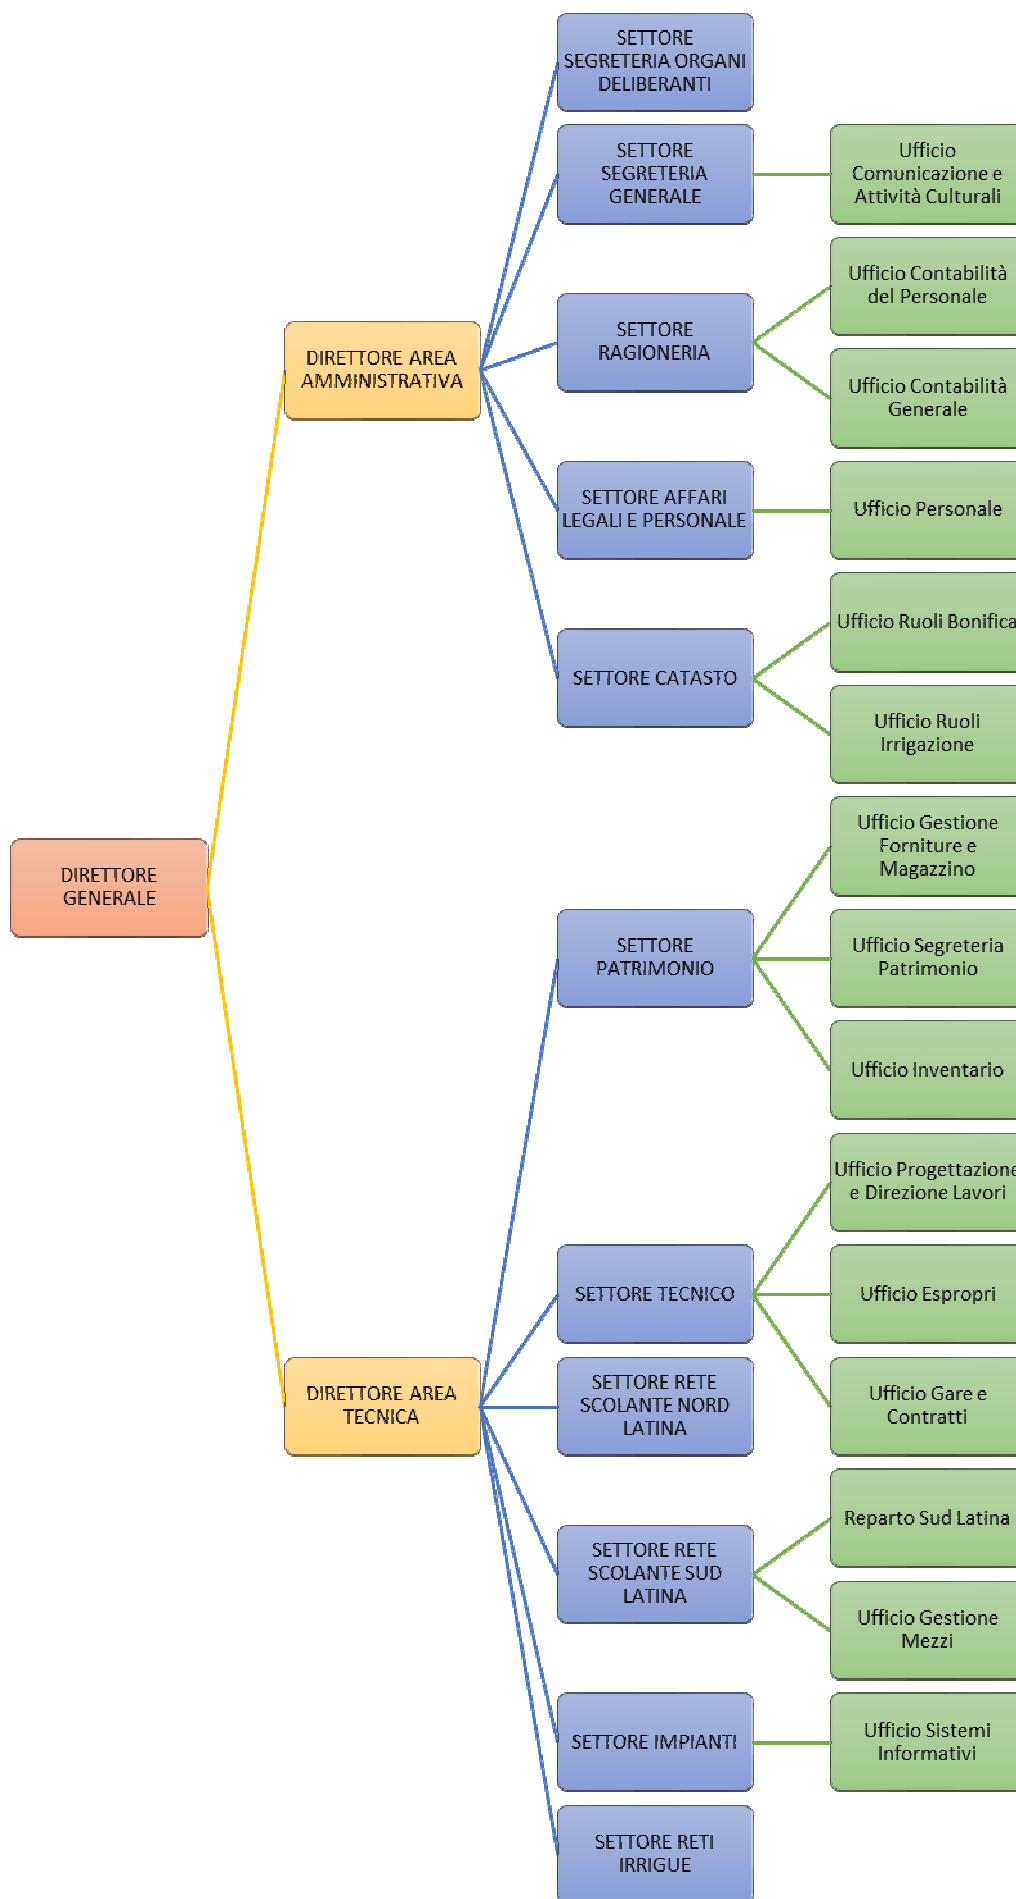 SETTORE
SEGRETERIA ORGANI
DELIBERANTI
SETTORE
SEGRETERIA
GENERALE
Ufficio
Comunicazione e
Attività Culturali
Ufficio Contabilità
del Personale
SETTORE
RAGIONERIA
DIRETTORE AREA
AMMINISTRATIVA
Ufficio Contabilità
Generale
SETTORE AFFARI
LEGALI E PERSONALE
Ufficio Personale
Ufficio Ruoli Bonifica
SETTORE CATASTO
Ufficio Ruoli
Irrigazione
Ufficio Gestione
Forniture e
Magazzino
DIRETTORE
GENERALE
SETTORE
PATRIMONIO
Ufficio Segreteria
Patrimonio
Ufficio Inventario
Ufficio Progettazione
e Direzione Lavori
SETTORE TECNICO
Ufficio Espropri
DIRETTORE AREA
TECNICA
SETTORE RETE
SCOLANTE NORD
LATINA
Ufficio Gare e
Contratti
Reparto Sud Latina
SETTORE RETE
SCOLANTE SUD
LATINA
Ufficio Gestione
Mezzi
SETTORE IMPIANTI
Ufficio Sistemi
Informativi
SETTORE RETI
IRRIGUE